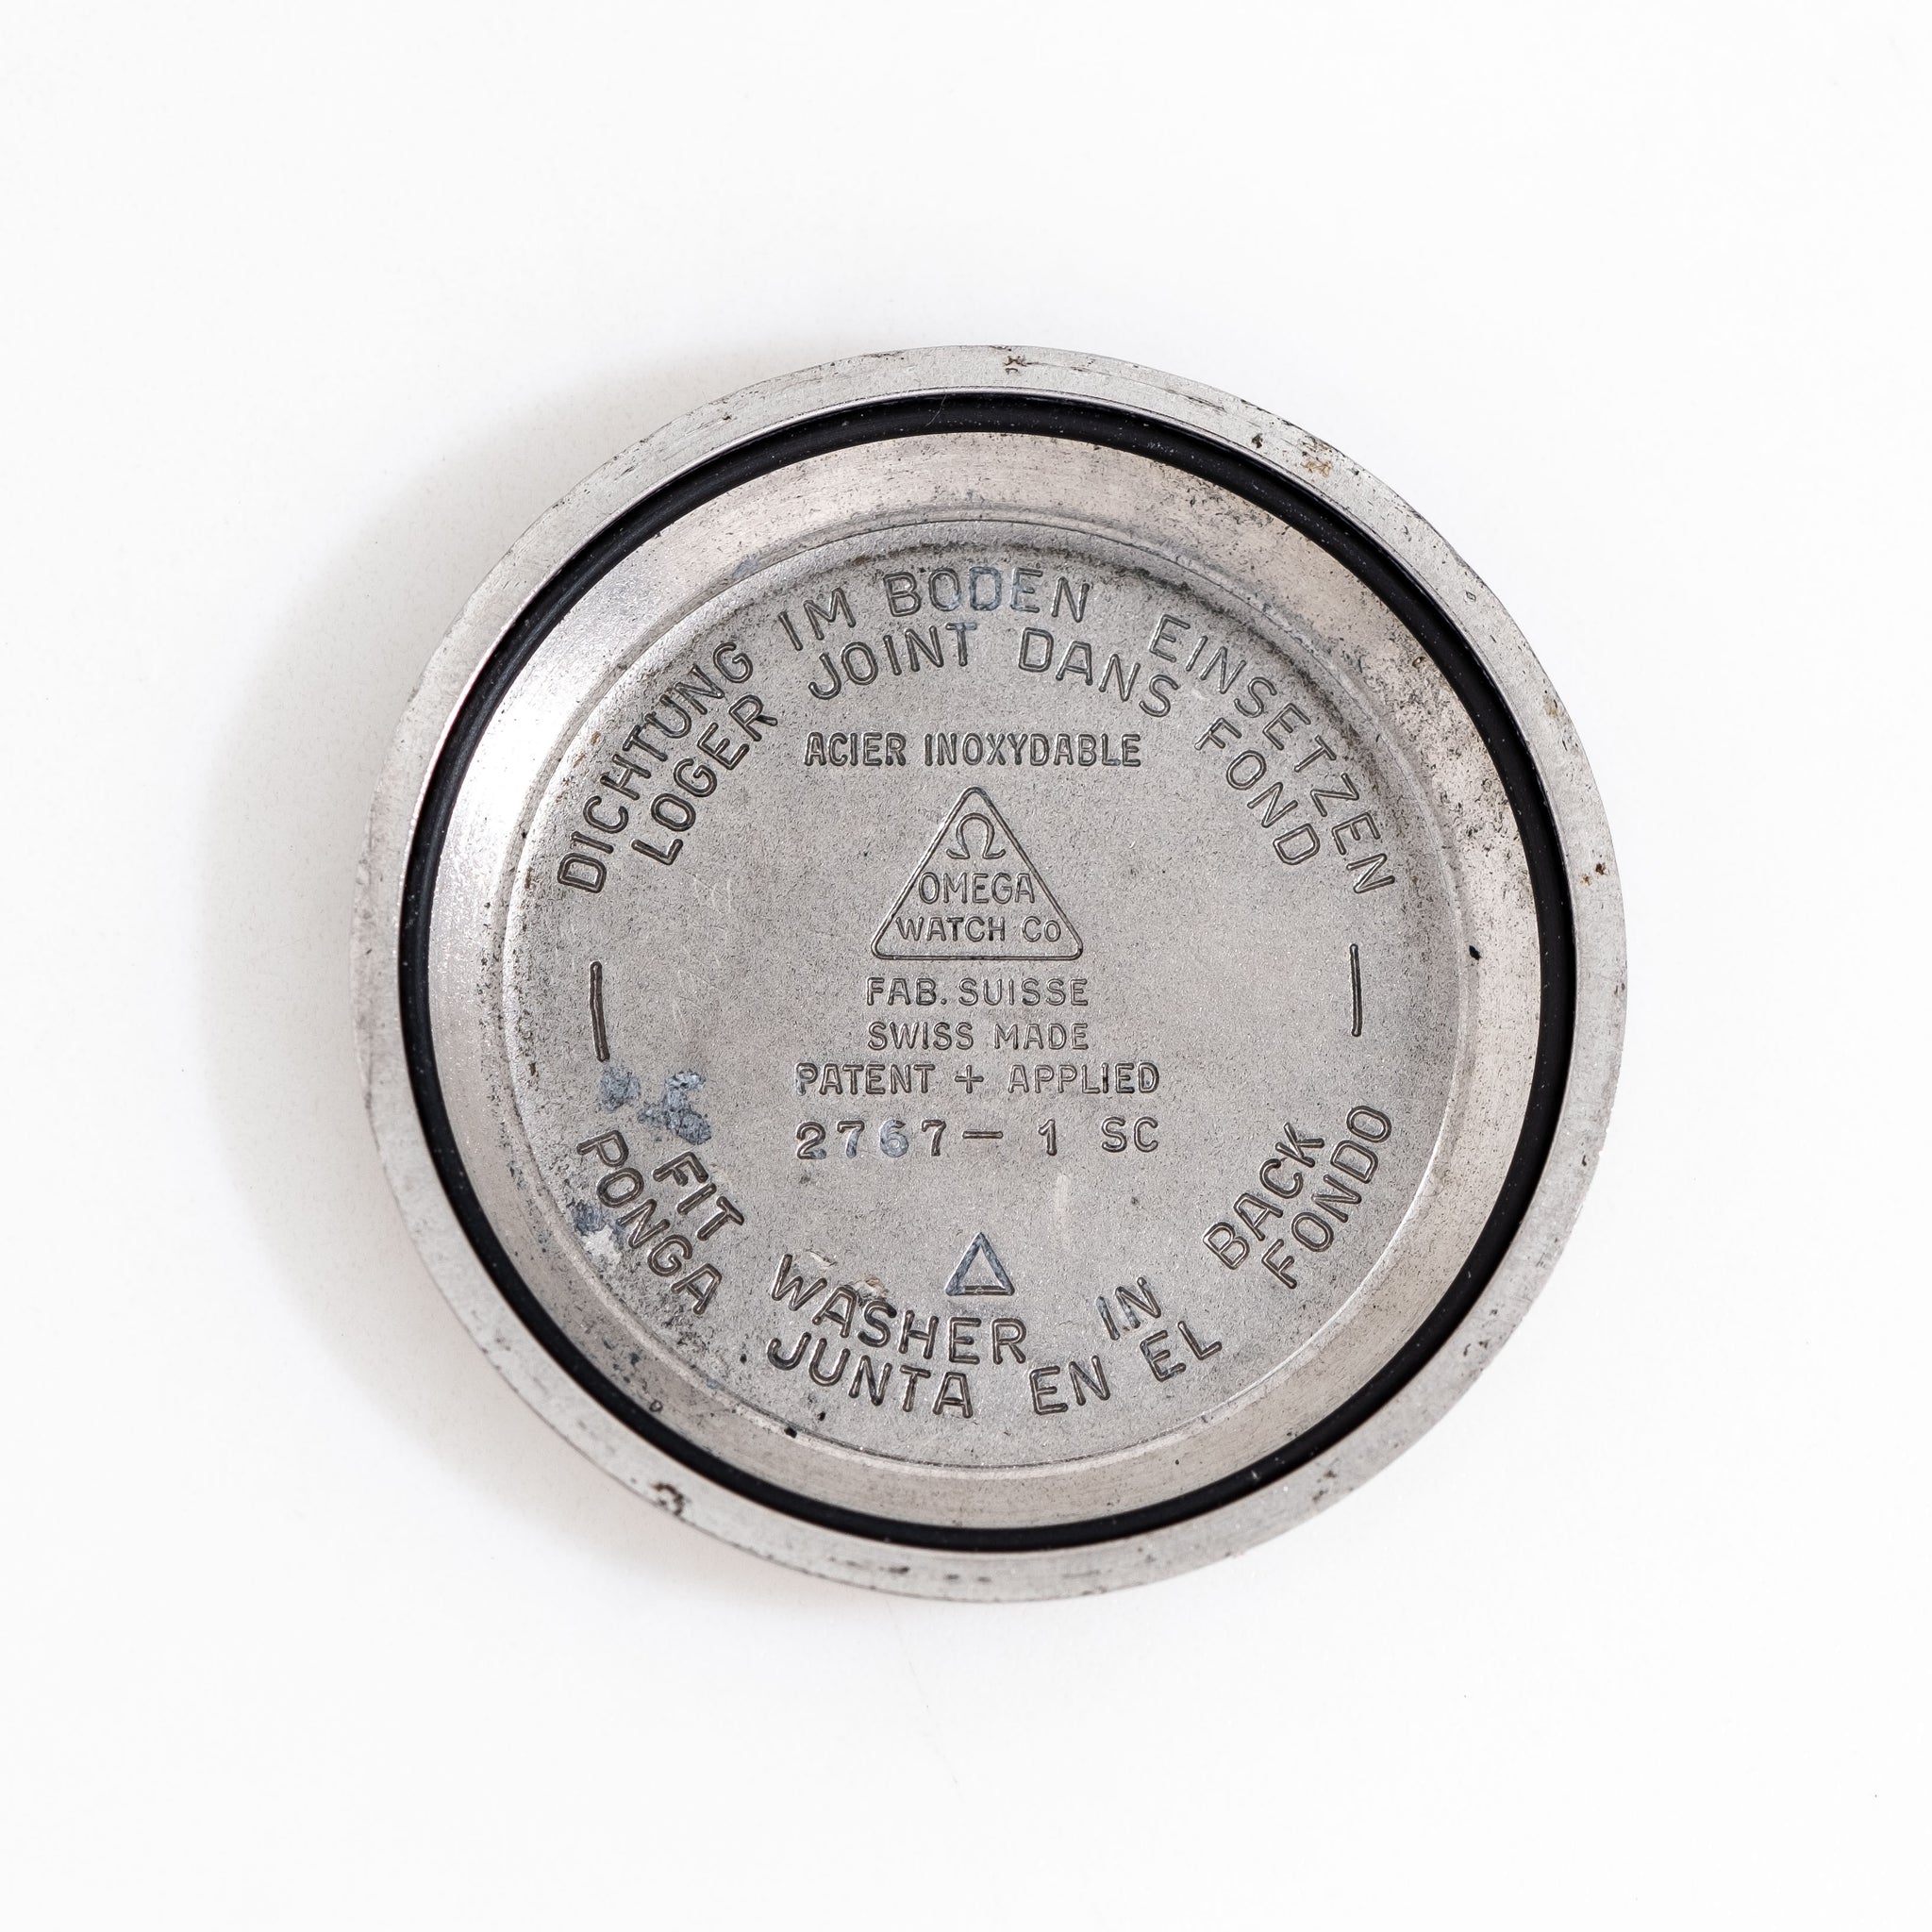 DICHTUNG IM BODEN EINSETZEN
LOGER JOINT DANS FOND
ACIER INOXYDABLE
Ω
OMEGA
WATCH Co
FAB. SUISSE
SWISS MADE
PATENT + APPLIED
2767 - 1 SC
FIT WASHER IN BACK
PONGA JUNTA EN EL FONDO